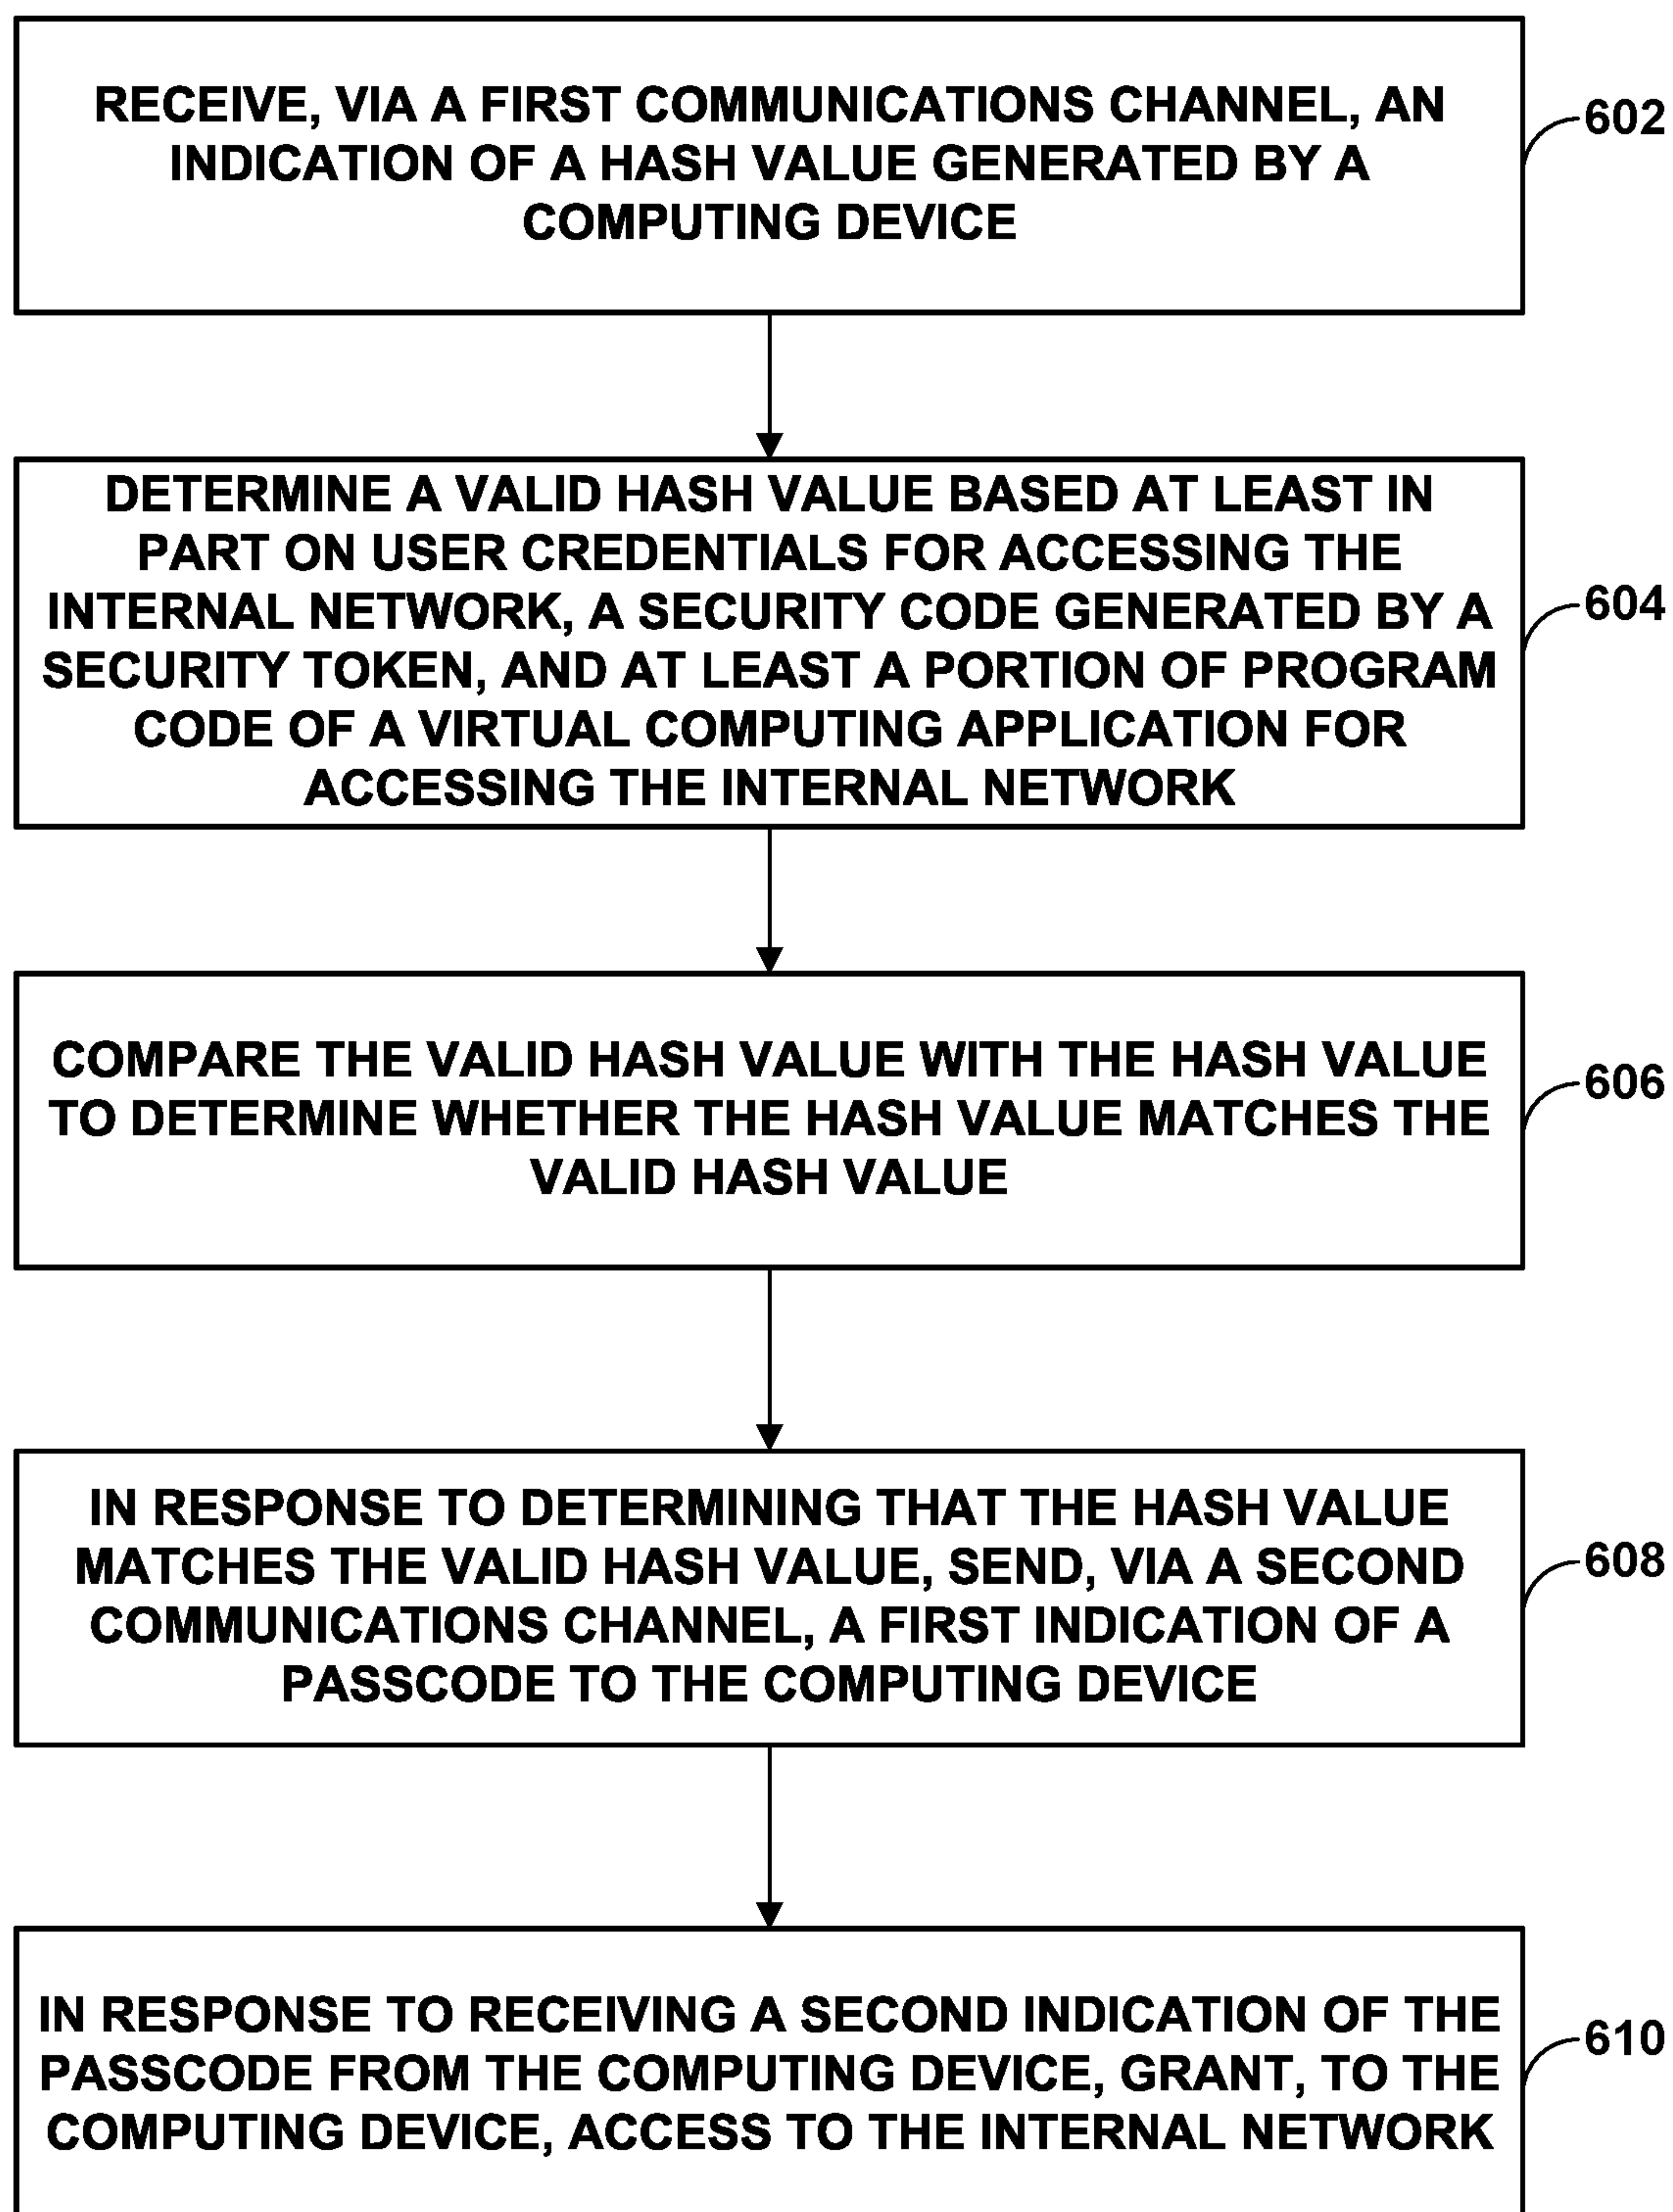 RECEIVE, VIA A FIRST COMMUNICATIONS CHANNEL, AN
INDICATION OF A HASH VALUE GENERATED BY A
COMPUTING DEVICE
602
DETERMINE A VALID HASH VALUE BASED AT LEAST IN
PART ON USER CREDENTIALS FOR ACCESSING THE
INTERNAL NETWORK, A SECURITY CODE GENERATED BY A
SECURITY TOKEN, AND AT LEAST A PORTION OF PROGRAM
CODE OF A VIRTUAL COMPUTING APPLICATION FOR
ACCESSING THE INTERNAL NETWORK
604
COMPARE THE VALID HASH VALUE WITH THE HASH VALUE
TO DETERMINE WHETHER THE HASH VALUE MATCHES THE
VALID HASH VALUE
606
IN RESPONSE TO DETERMINING THAT THE HASH VALUE
MATCHES THE VALID HASH VALUE, SEND, VIA A SECOND
COMMUNICATIONS CHANNEL, A FIRST INDICATION OF A
PASSCODE TO THE COMPUTING DEVICE
608
IN RESPONSE TO RECEIVING A SECOND INDICATION OF THE
PASSCODE FROM THE COMPUTING DEVICE, GRANT, TO THE
COMPUTING DEVICE, ACCESS TO THE INTERNAL NETWORK
610